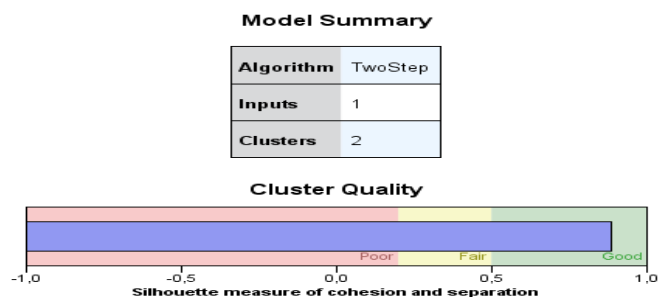 Model Summary
Algorithm TwoStep
Inputs 1
Clusters 2
Cluster Quality
Poor Fair Good
-1,0 -0,5 0,0 0,5 1,0
Silhouette measure of cohesion and separation